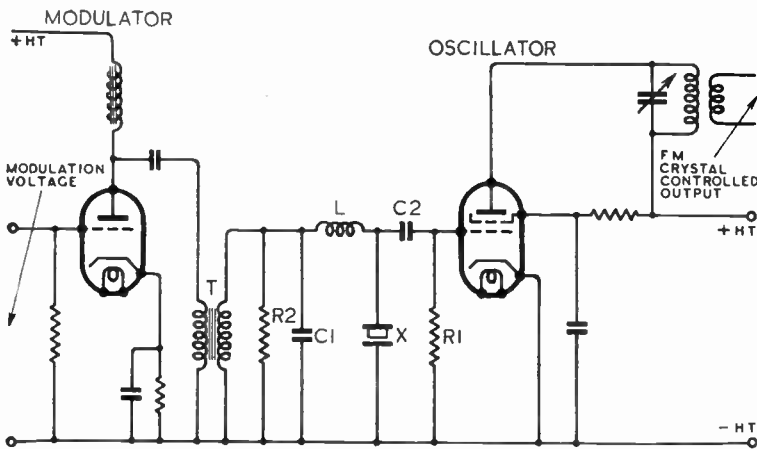 MODULATOR
+HT
OSCILLATOR
MODULATION
VOLTAGE
FM
CRYSTAL
CONTROLLED
OUTPUT
+HT
T
R2
C1
L
X
C2
R1
-HT